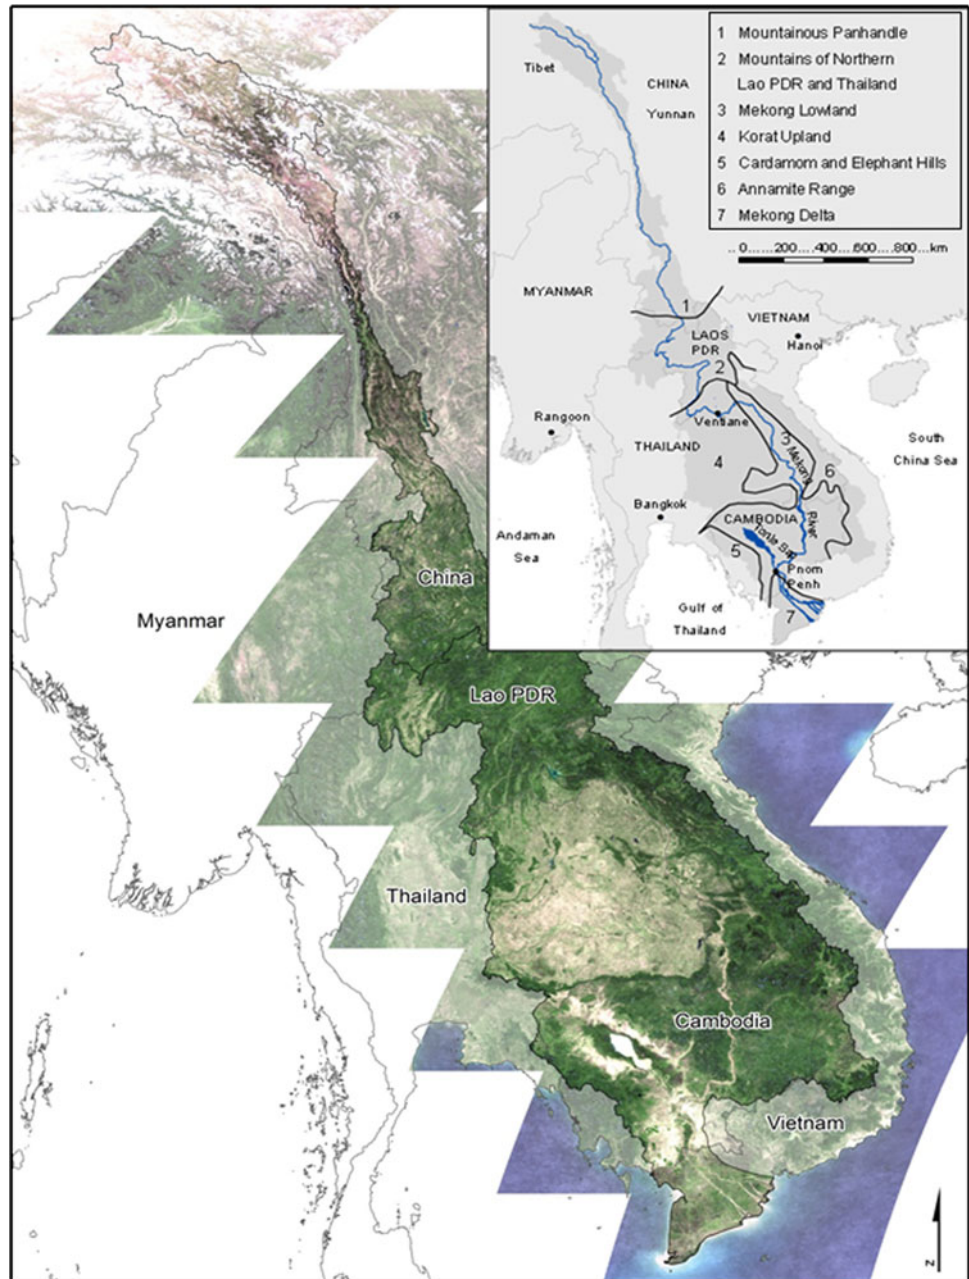 1 Mountainous Panhandle
2 Mountains of Northern
Lao PDR and Thailand
3 Mekong Lowland
4 Korat Upland
5 Cardamom and Elephant Hills
6 Annamite Range
7 Mekong Delta
.. 0......200......400......600......800.... km
Tibet
CHINA
Yunnan
MYANMAR
1
VIETNAM
LAOS
PDR
Hanoi
2
Rangoon
Ventiane
THAILAND
3
Mekong
South
China Sea
4
6
Bangkok
CAMBODIA
River
Andaman
Sea
Tonle Sap
5
Pnom
Penh
Gulf of
Thailand
7
China
Myanmar
Lao PDR
Thailand
Cambodia
Vietnam
N